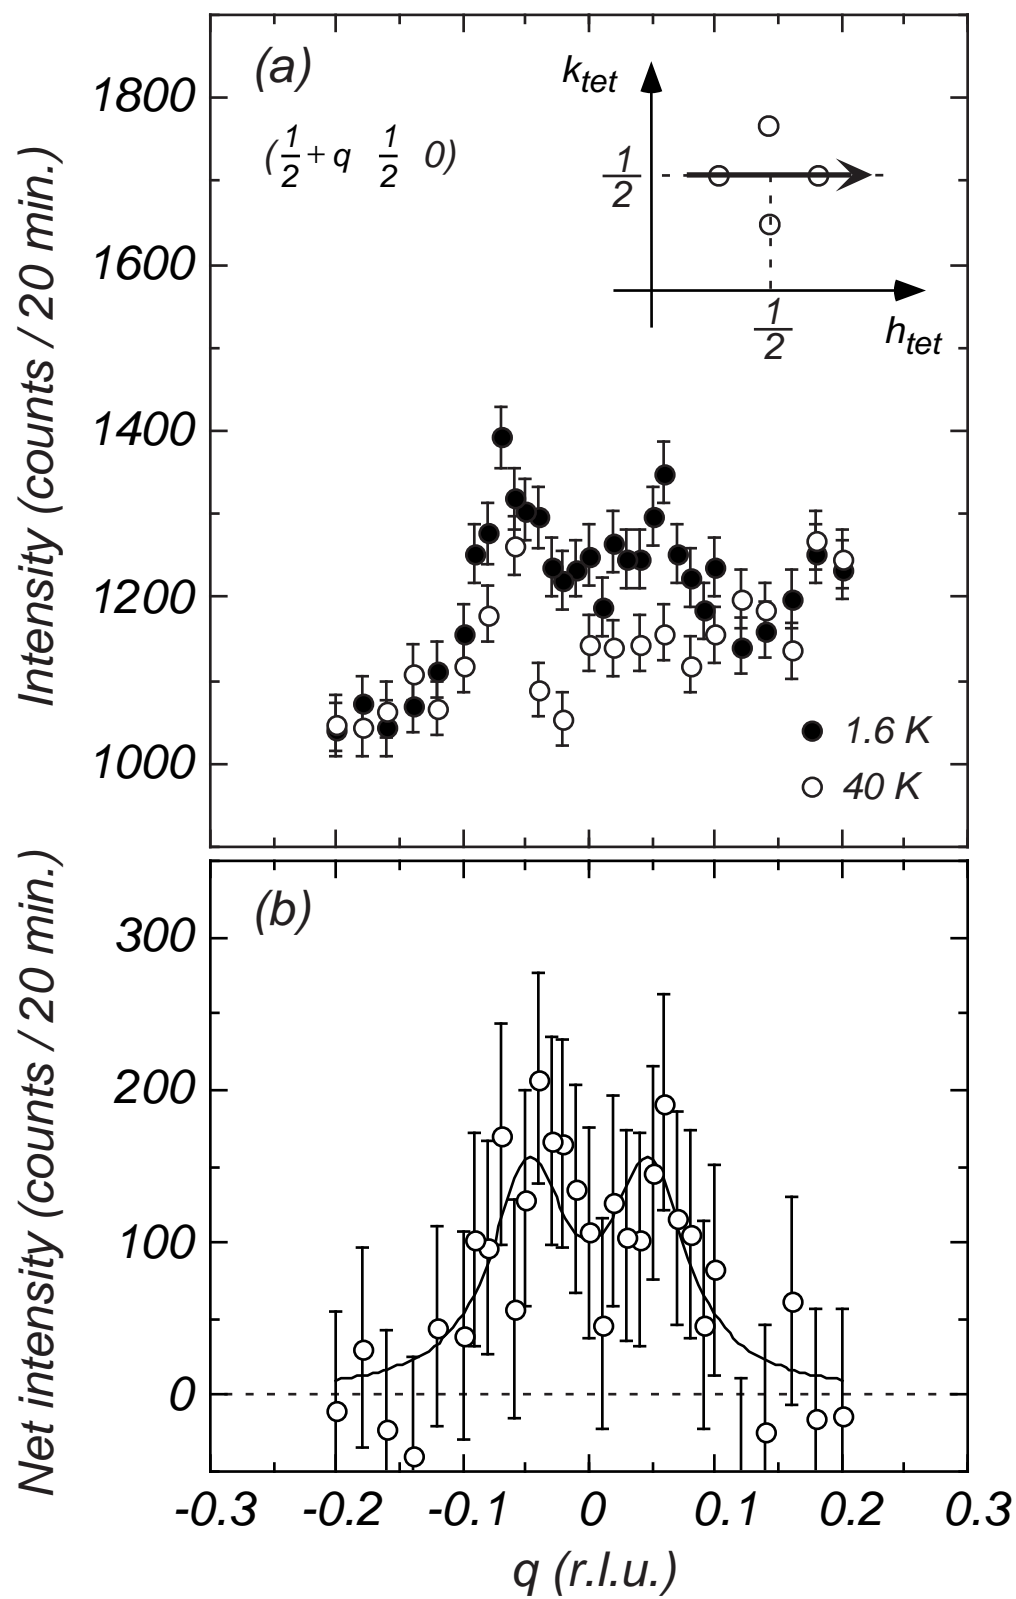 (a)
k_tet
(1/2 + q 1/2 0)
1/2
1/2
h_tet
1800
1600
1400
1200
1000
Intensity (counts / 20 min.)
1.6 K
40 K
(b)
300
200
100
0
Net intensity (counts / 20 min.)
-0.3 -0.2 -0.1 0 0.1 0.2 0.3
q (r.l.u.)